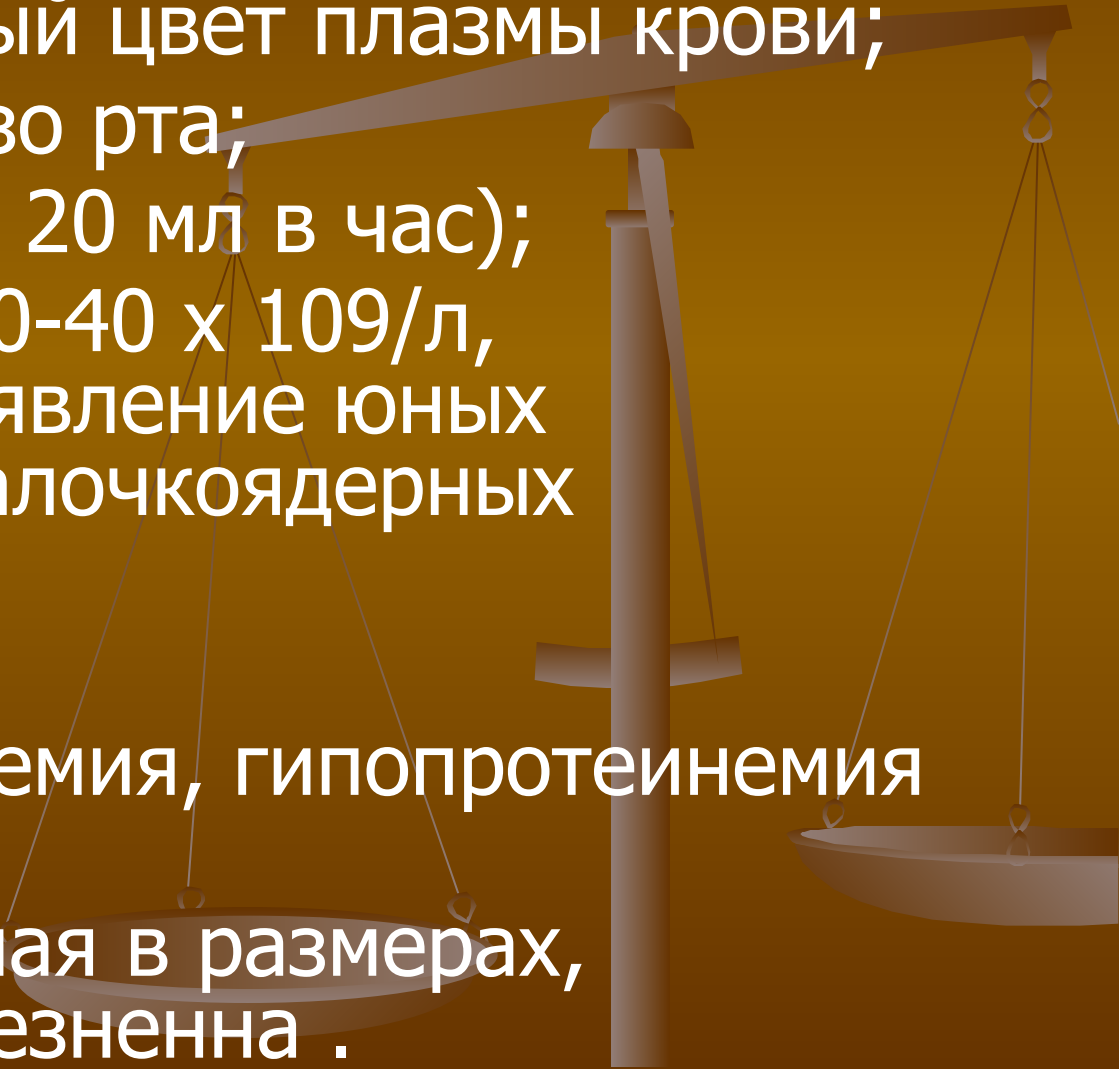 ый цвет плазмы крови;
во рта;
20 мл в час);
0-40 х 109/л,
явление юных
алочкоядерных
емия, гипопротеинемия
ная в размерах,
езненна .